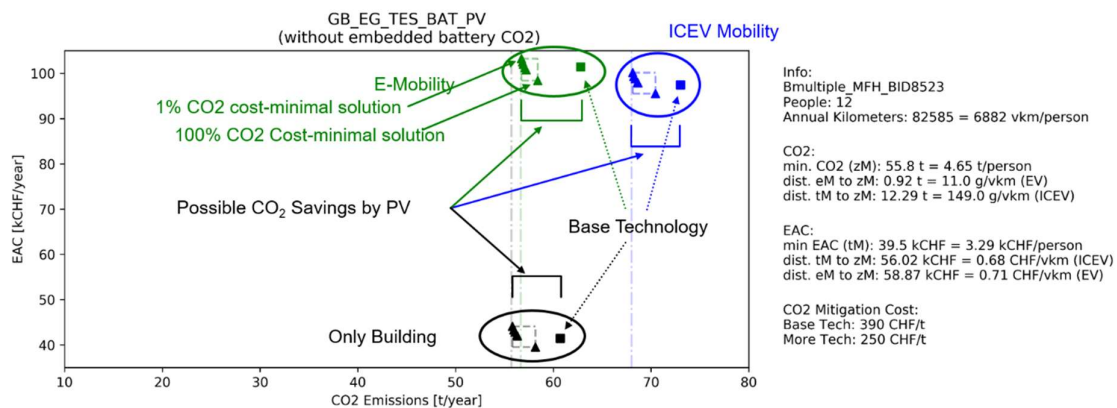 GB_EG_TES_BAT_PV
(without embedded battery CO2)
ICEV Mobility
E-Mobility
1% CO2 cost-minimal solution
100% CO2 Cost-minimal solution
Possible CO₂ Savings by PV
Base Technology
Only Building
EAC [kCHF/year]
100
90
80
70
60
50
40
10
20
30
40
50
60
70
80
CO2 Emissions [t/year]
Info:
Bmultiple_MFH_BID8523
People: 12
Annual Kilometers: 82585 = 6882 vkm/person
CO2:
min. CO2 (zM): 55.8 t = 4.65 t/person
dist. eM to zM: 0.92 t = 11.0 g/vkm (EV)
dist. tM to zM: 12.29 t = 149.0 g/vkm (ICEV)
EAC:
min EAC (tM): 39.5 kCHF = 3.29 kCHF/person
dist. tM to zM: 56.02 kCHF = 0.68 CHF/vkm (ICEV)
dist. eM to zM: 58.87 kCHF = 0.71 CHF/vkm (EV)
CO2 Mitigation Cost:
Base Tech: 390 CHF/t
More Tech: 250 CHF/t